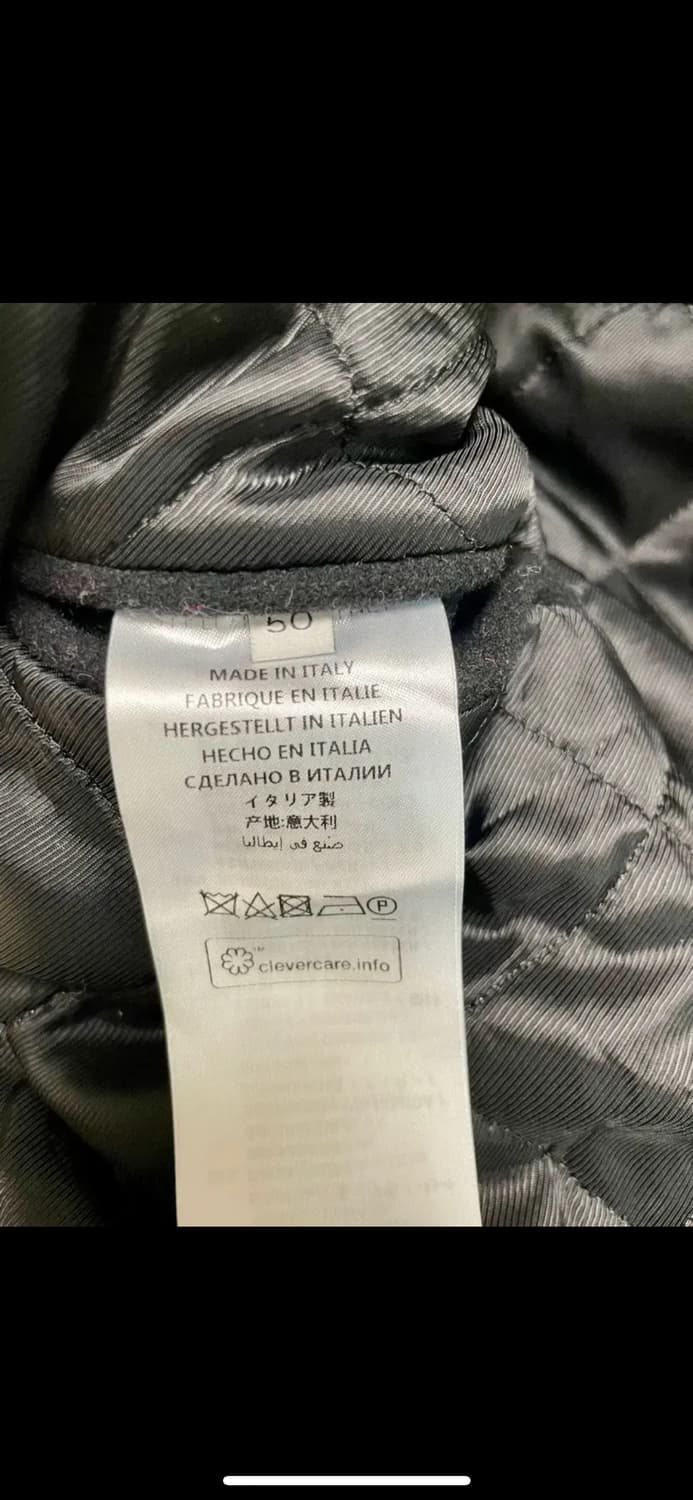 50
MADE IN ITALY
FABRIQUE EN ITALIE
HERGESTELLT IN ITALIEN
HECHO EN ITALIA
СДЕЛАНО В ИТАЛИИ
イタリア製
产地:意大利
صنع في إيطاليا
P
™ clevercare.info